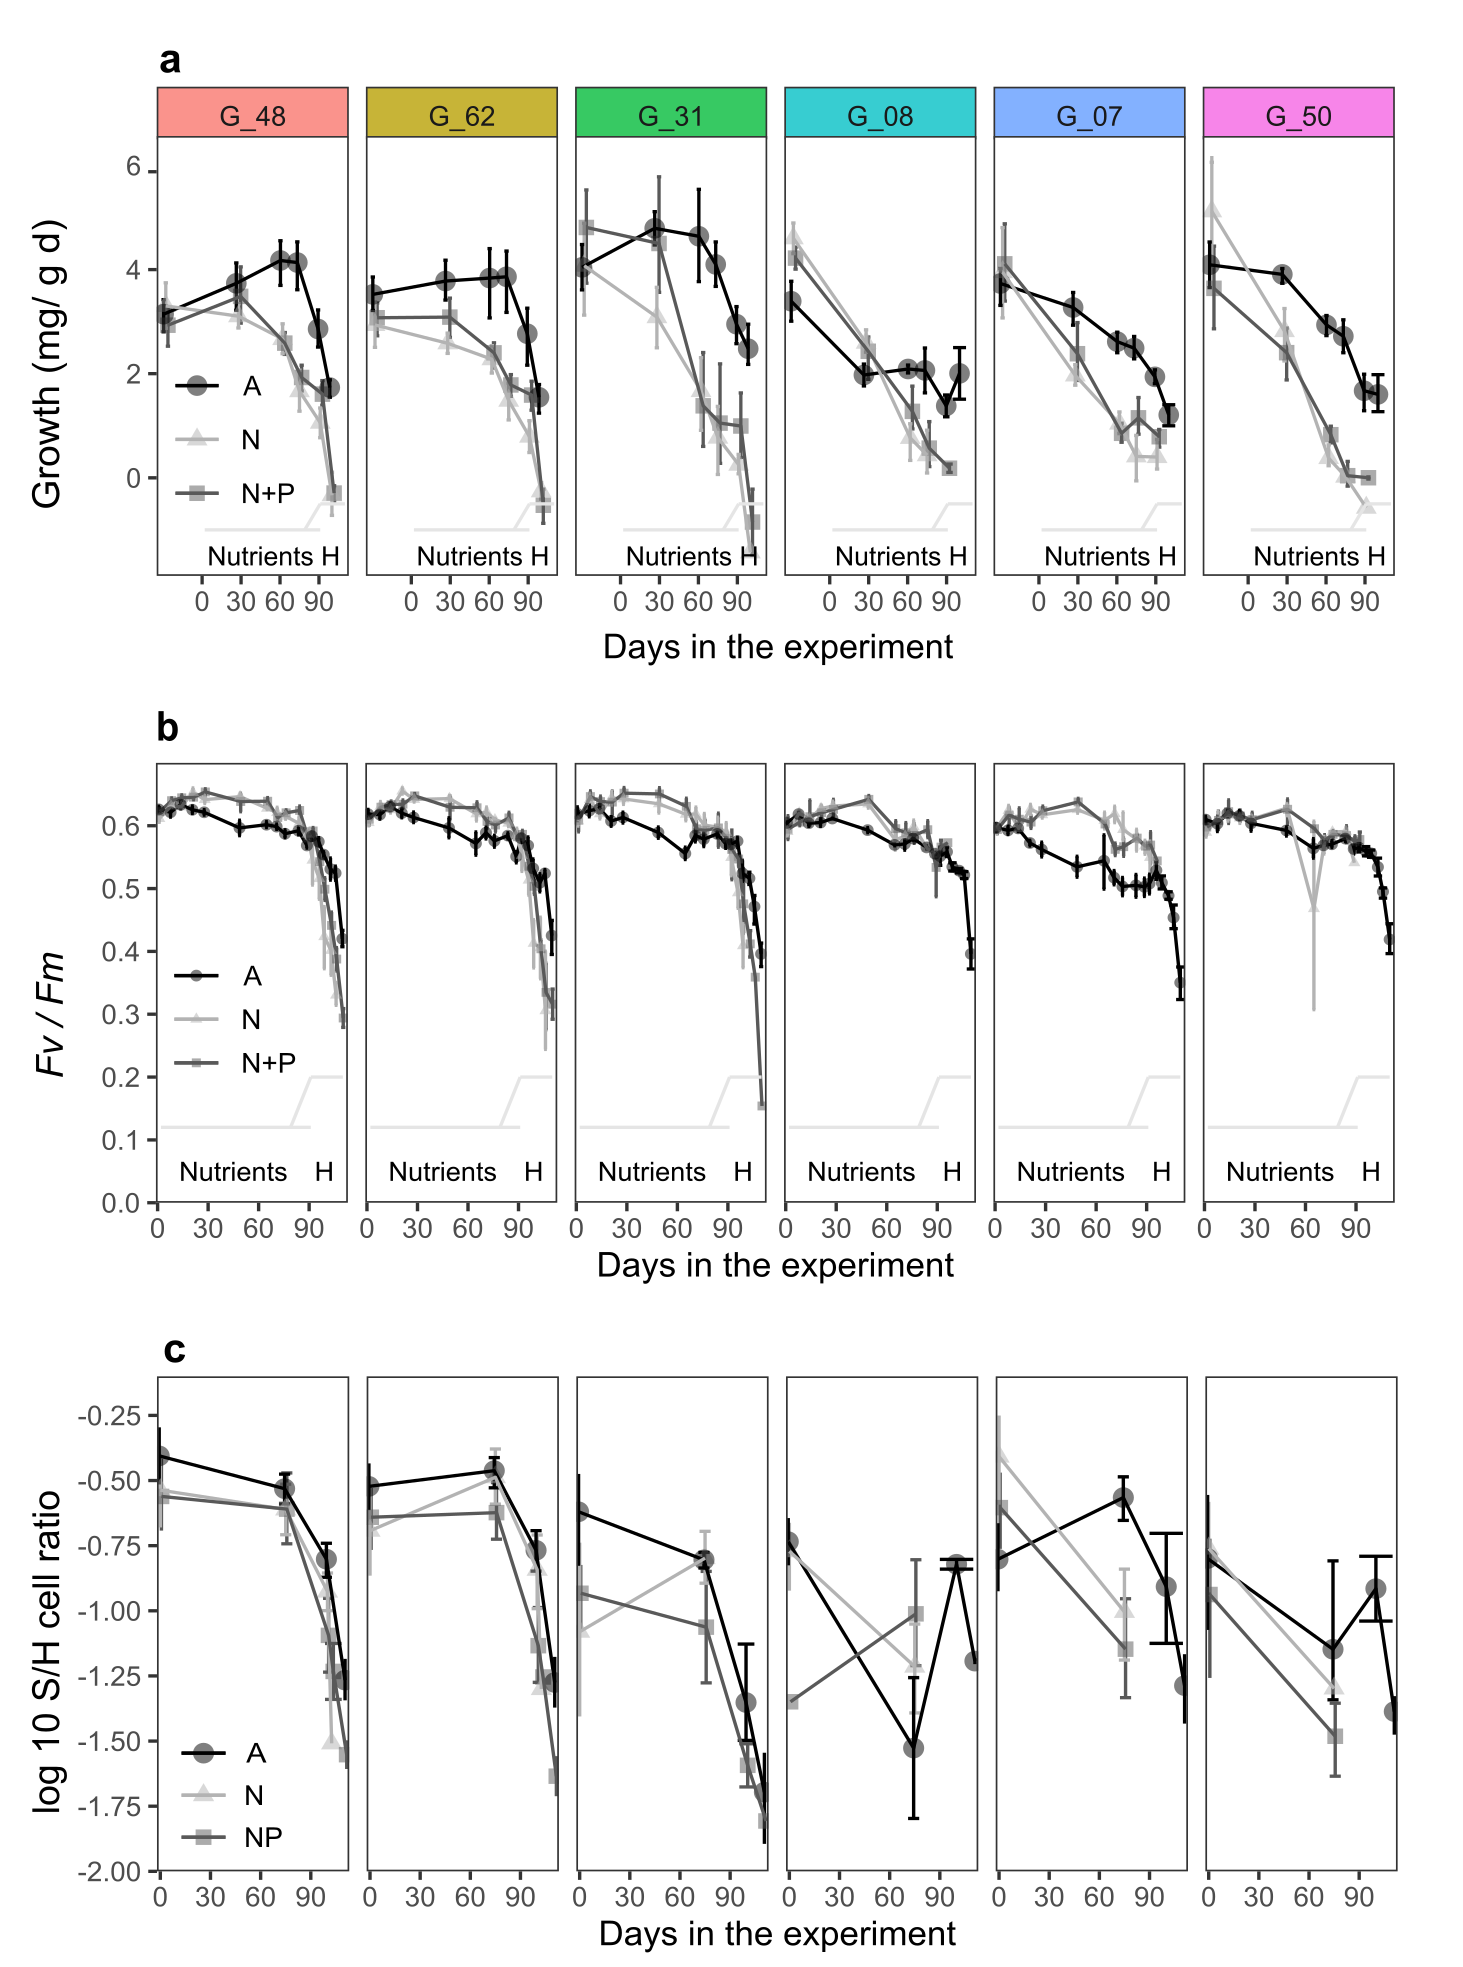 a
G_48 G_62 G_31 G_08 G_07 G_50
Growth (mg/ g d)
6
4
2
0
A
N
N+P
Nutrients H Nutrients H Nutrients H Nutrients H Nutrients H Nutrients H
0 30 60 90 0 30 60 90 0 30 60 90 0 30 60 90 0 30 60 90 0 30 60 90
Days in the experiment
b
Fv / Fm
0.6
0.5
0.4
0.3
0.2
0.1
0.0
A
N
N+P
Nutrients H Nutrients H Nutrients H Nutrients H Nutrients H Nutrients H
0 30 60 90 0 30 60 90 0 30 60 90 0 30 60 90 0 30 60 90 0 30 60 90
Days in the experiment
c
log 10 S/H cell ratio
-0.25
-0.50
-0.75
-1.00
-1.25
-1.50
-1.75
-2.00
A
N
NP
0 30 60 90 0 30 60 90 0 30 60 90 0 30 60 90 0 30 60 90 0 30 60 90
Days in the experiment